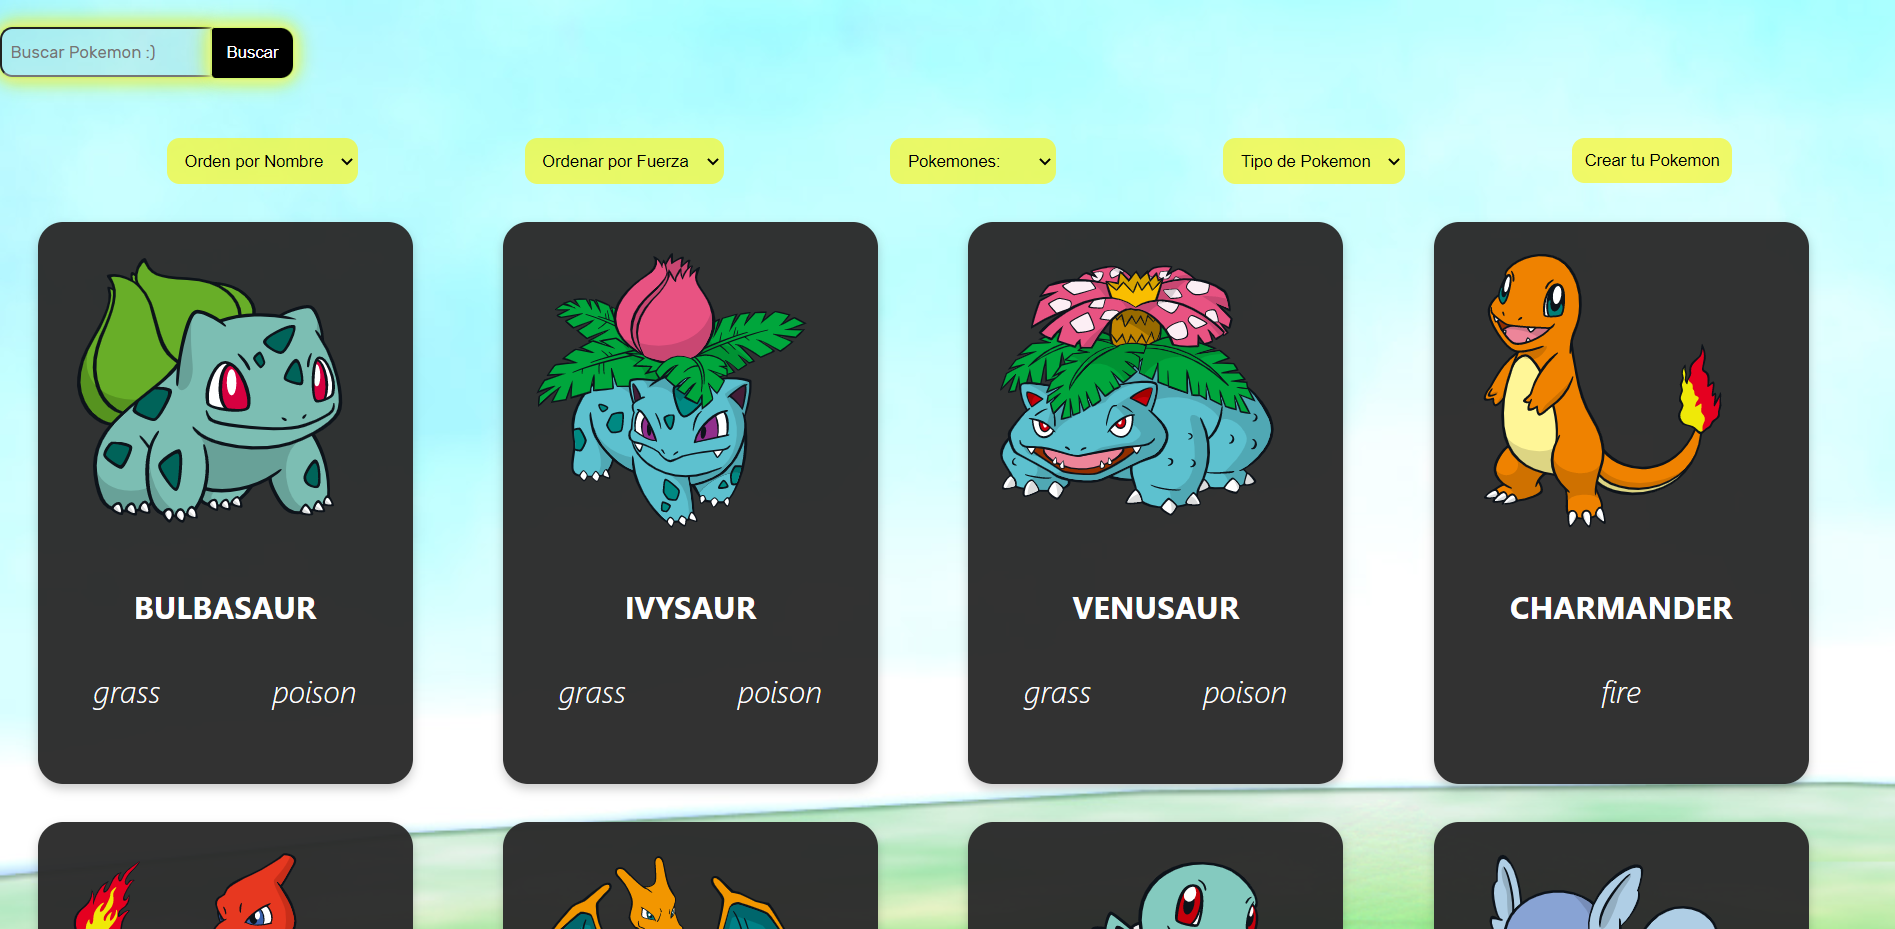 Buscar Pokemon :) Buscar
Orden por Nombre Ordenar por Fuerza Pokemones: Tipo de Pokemon Crear tu Pokemon
BULBASAUR IVYSAUR VENUSAUR CHARMANDER
grass poison grass poison grass poison fire